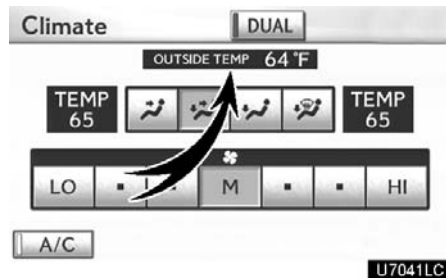 Climate DUAL
OUTSIDE TEMP 64°F
TEMP TEMP
65 65
LO M HI
A/C
U7041LC